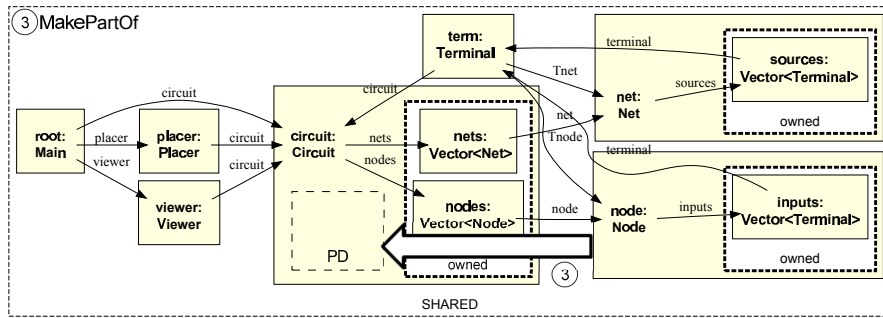 3 MakePartOf
term:
Terminal
terminal
sources:
Vector<Terminal>
Tnet
circuit
circuit
net:
Net
sources
owned
root:
Main
placer
placer:
Placer
circuit
circuit:
Circuit
nets
nets:
Vector<Net>
net
Tnode
terminal
viewer
circuit
nodes
viewer:
Viewer
nodes:
Vector<Node>
node
node:
Node
inputs
inputs:
Vector<Terminal>
PD
owned
3
owned
SHARED